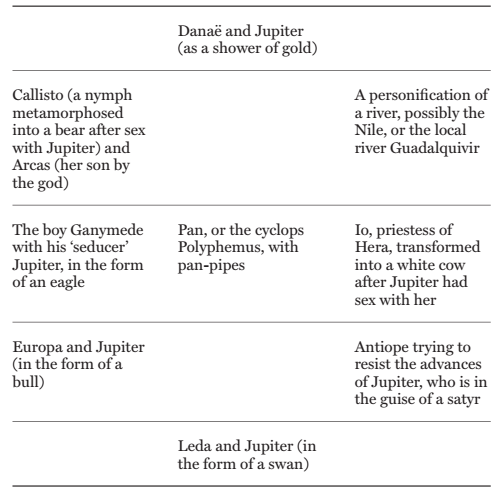 Danaë and Jupiter
(as a shower of gold)
Callisto (a nymph
metamorphosed
into a bear after sex
with Jupiter) and
Arcas (her son by
the god)
A personification of
a river, possibly the
Nile, or the local
river Guadalquivir
The boy Ganymede
with his ‘seducer’
Jupiter, in the form
of an eagle
Pan, or the cyclops
Polyphemus, with
pan-pipes
Io, priestess of
Hera, transformed
into a white cow
after Jupiter had
sex with her
Europa and Jupiter
(in the form of a
bull)
Antiope trying to
resist the advances
of Jupiter, who is in
the guise of a satyr
Leda and Jupiter (in
the form of a swan)